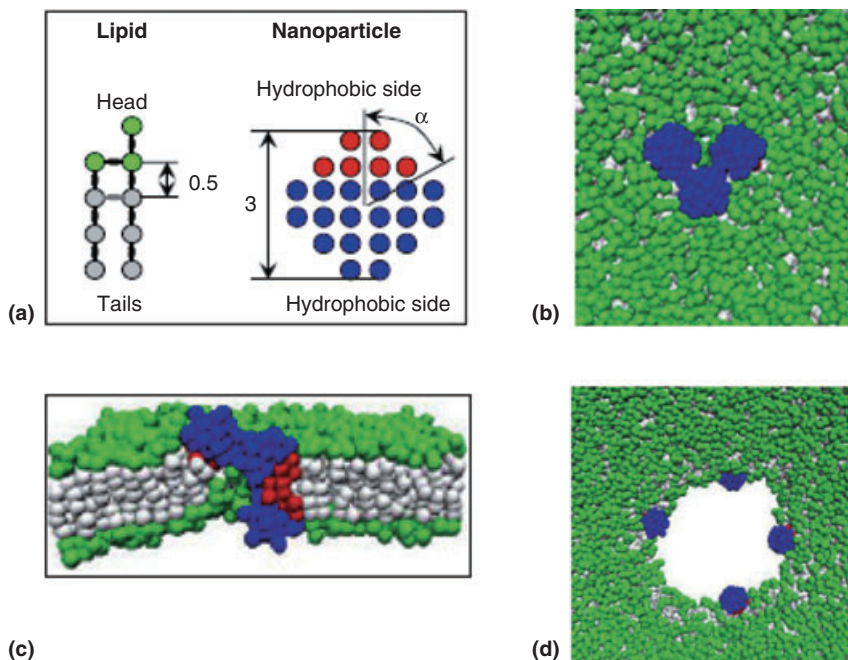 Lipid Nanoparticle
Head
Hydrophobic side
α
0.5
3
Tails
Hydrophobic side
(a)
(b)
(c)
(d)